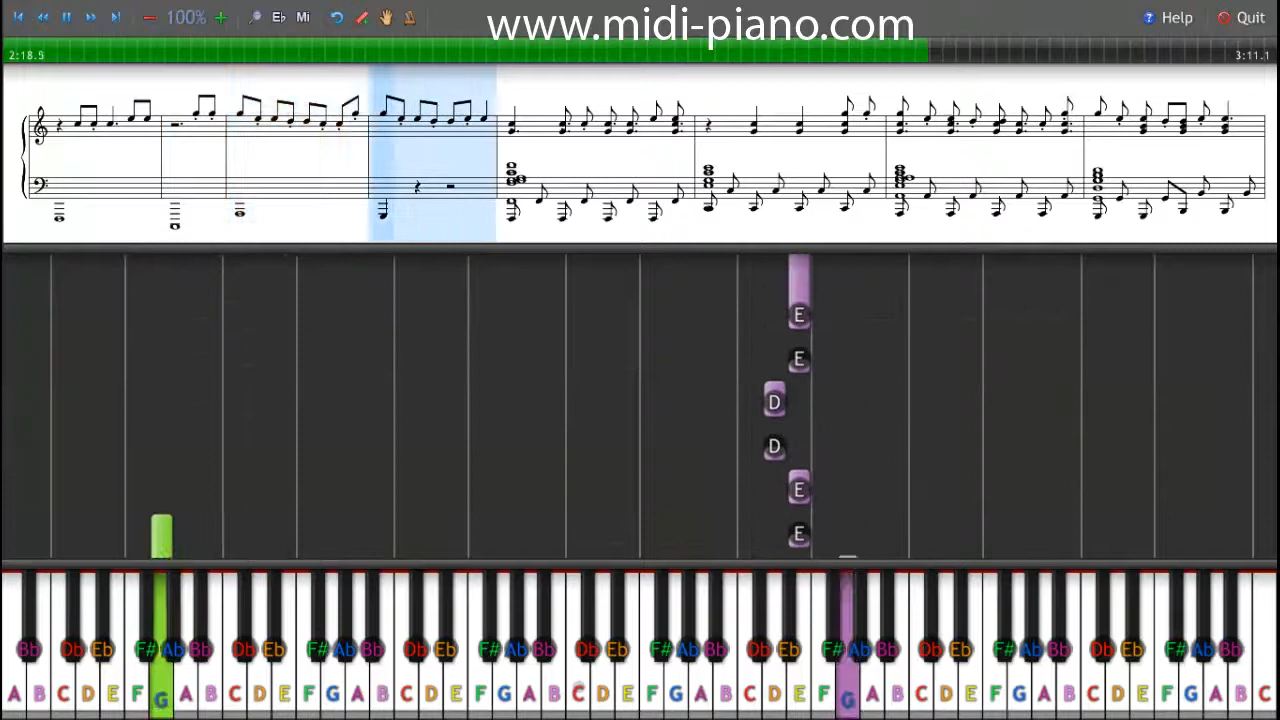 100% Eb Mi www.midi-piano.com Help Quit
2:18.5 3:11.1
E
E
D
D
E
E
Bb Db Eb F# Ab Bb Db Eb F# Ab Bb Db Eb F# Ab Bb Db Eb F# Ab Bb Db Eb F# Ab Bb Db Eb F# Ab Bb Db Eb F# Ab Bb
A B C D E F G A B C D E F G A B C D E F G A B C D E F G A B C D E F G A B C D E F G A B C D E F G A B C